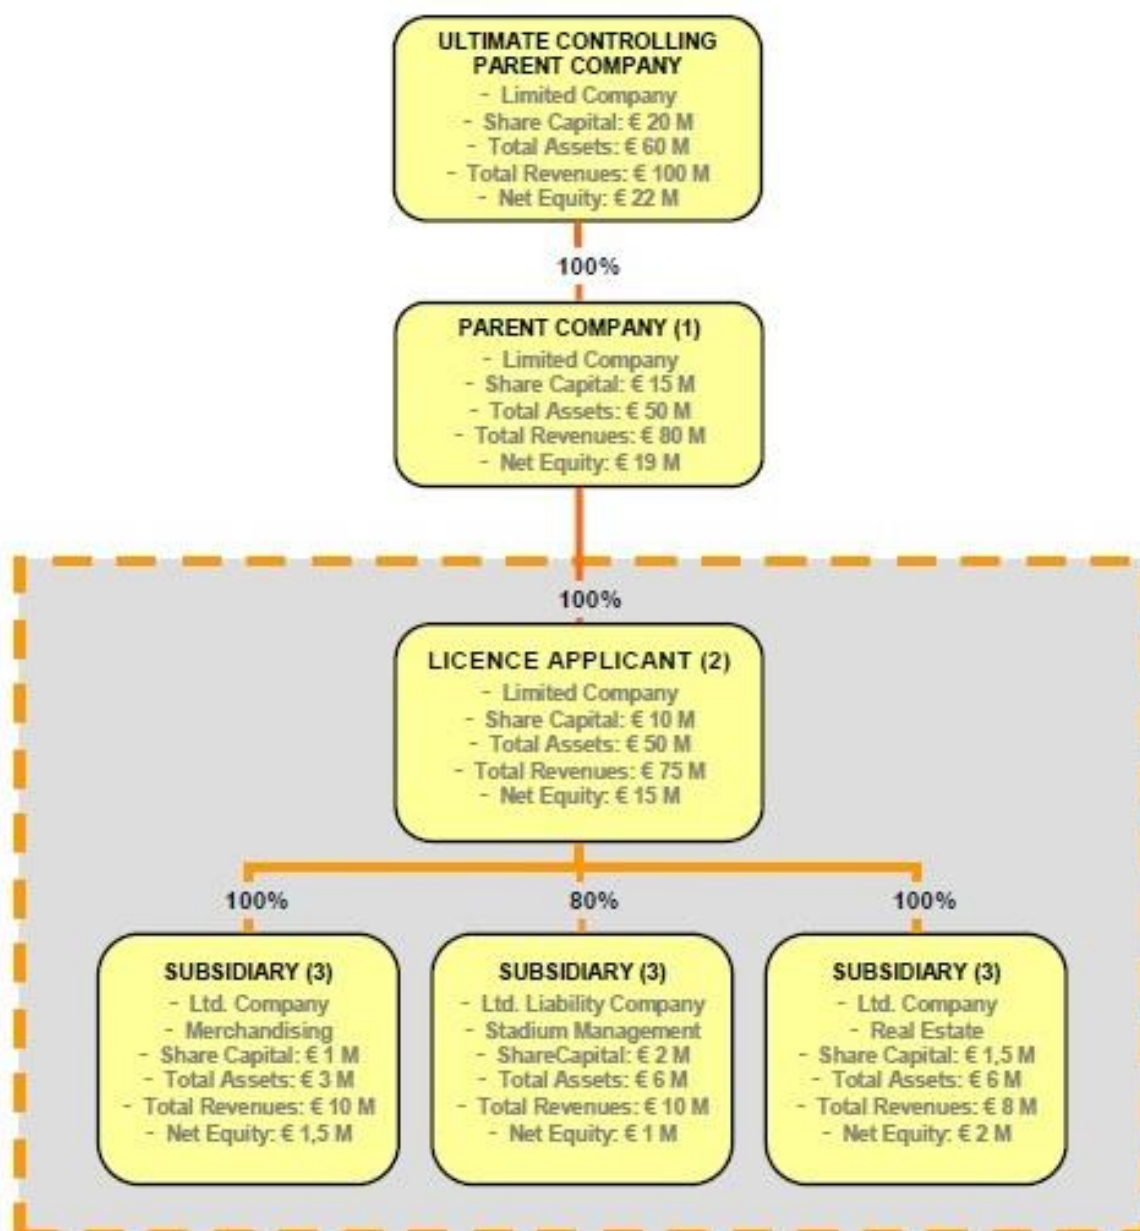 ULTIMATE CONTROLLING
PARENT COMPANY
- Limited Company
- Share Capital: € 20 M
- Total Assets: € 60 M
- Total Revenues: € 100 M
- Net Equity: € 22 M
100%
PARENT COMPANY (1)
- Limited Company
- Share Capital: € 15 M
- Total Assets: € 50 M
- Total Revenues: € 80 M
- Net Equity: € 19 M
100%
LICENCE APPLICANT (2)
- Limited Company
- Share Capital: € 10 M
- Total Assets: € 50 M
- Total Revenues: € 75 M
- Net Equity: € 15 M
100%
80%
100%
SUBSIDIARY (3)
- Ltd. Company
- Merchandising
- Share Capital: € 1 M
- Total Assets: € 3 M
- Total Revenues: € 10 M
- Net Equity: € 1,5 M
SUBSIDIARY (3)
- Ltd. Liability Company
- Stadium Management
- ShareCapital: € 2 M
- Total Assets: € 6 M
- Total Revenues: € 10 M
- Net Equity: € 1 M
SUBSIDIARY (3)
- Ltd. Company
- Real Estate
- Share Capital: € 1,5 M
- Total Assets: € 6 M
- Total Revenues: € 8 M
- Net Equity: € 2 M